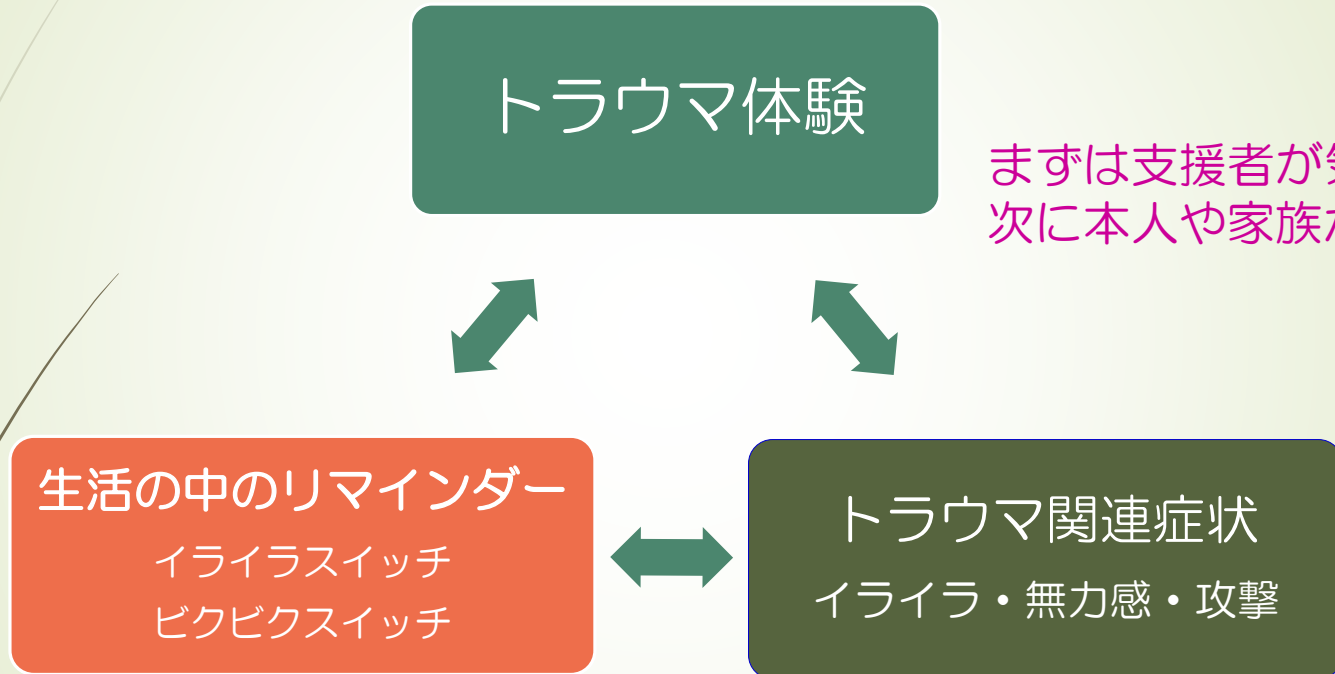 トラウマ体験
まずは支援者が
次に本人や家族
生活の中のリマインダー
イライラスイッチ
ビクビクスイッチ
トラウマ関連症状
イライラ・無力感・攻撃